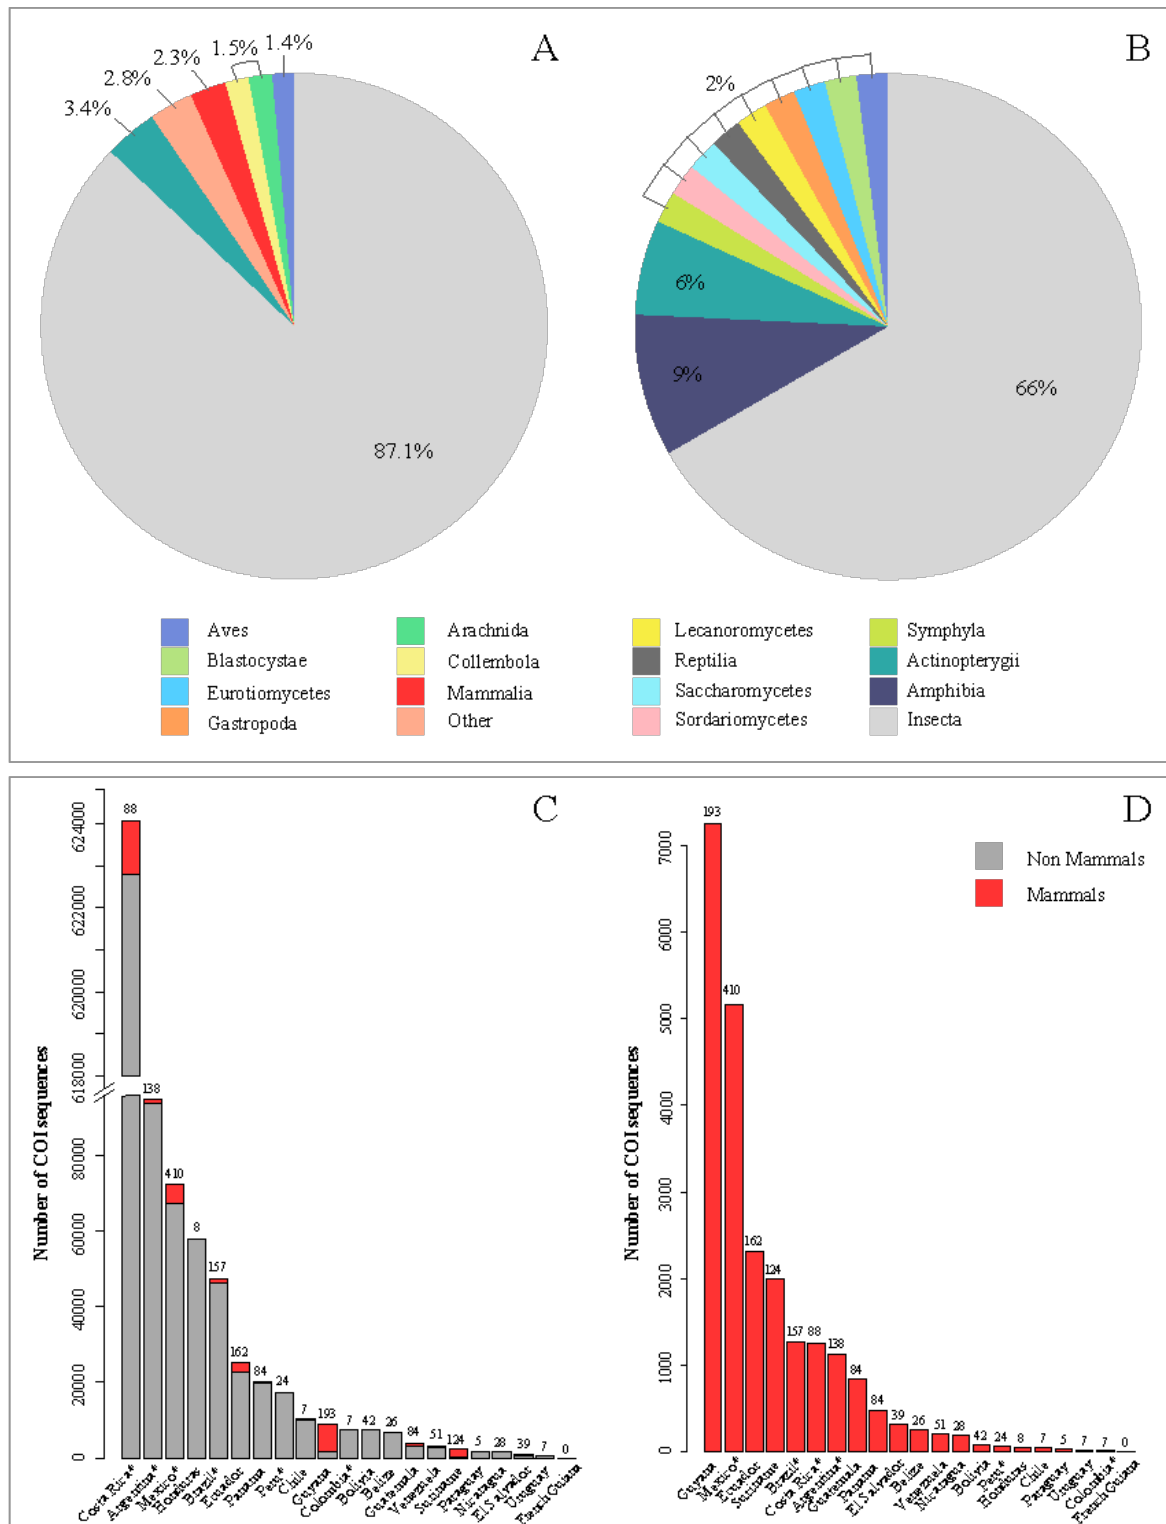 A
1.5%
1.4%
2.3%
2.8%
3.4%
87.1%
B
2%
6%
9%
66%
Aves
Blastocystae
Eurotiomycetes
Gastropoda
Arachnida
Collembola
Mammalia
Other
Lecanoromycetes
Reptilia
Saccharomycetes
Sordariomycetes
Symphyla
Actinopterygii
Amphibia
Insecta
C
Number of COI sequences
624000
622000
620000
618000
80000
60000
40000
20000
0
88
138
410
8
157
162
84
24
7
193
7
42
26
84
51
124
5
28
39
7
0
Costa Rica*
Argentina*
Mexico*
Honduras
Brazil*
Ecuador
Panama
Peru*
Chile
Guyana
Colombia*
Bolivia
Belize
Guatemala
Venezuela
Suriname
Paraguay
Nicaragua
El Salvador
Uruguay
French Guiana
D
Non Mammals
Mammals
Number of COI sequences
7000
6000
5000
4000
3000
2000
1000
0
193
410
162
124
157
88
138
84
84
39
26
51
28
42
24
8
7
5
7
7
0
Guyana
Mexico*
Ecuador
Suriname
Brazil*
Costa Rica*
Argentina*
Guatemala
Panama
El Salvador
Belize
Venezuela
Nicaragua
Bolivia
Peru*
Honduras
Chile
Paraguay
Uruguay
Colombia*
French Guiana